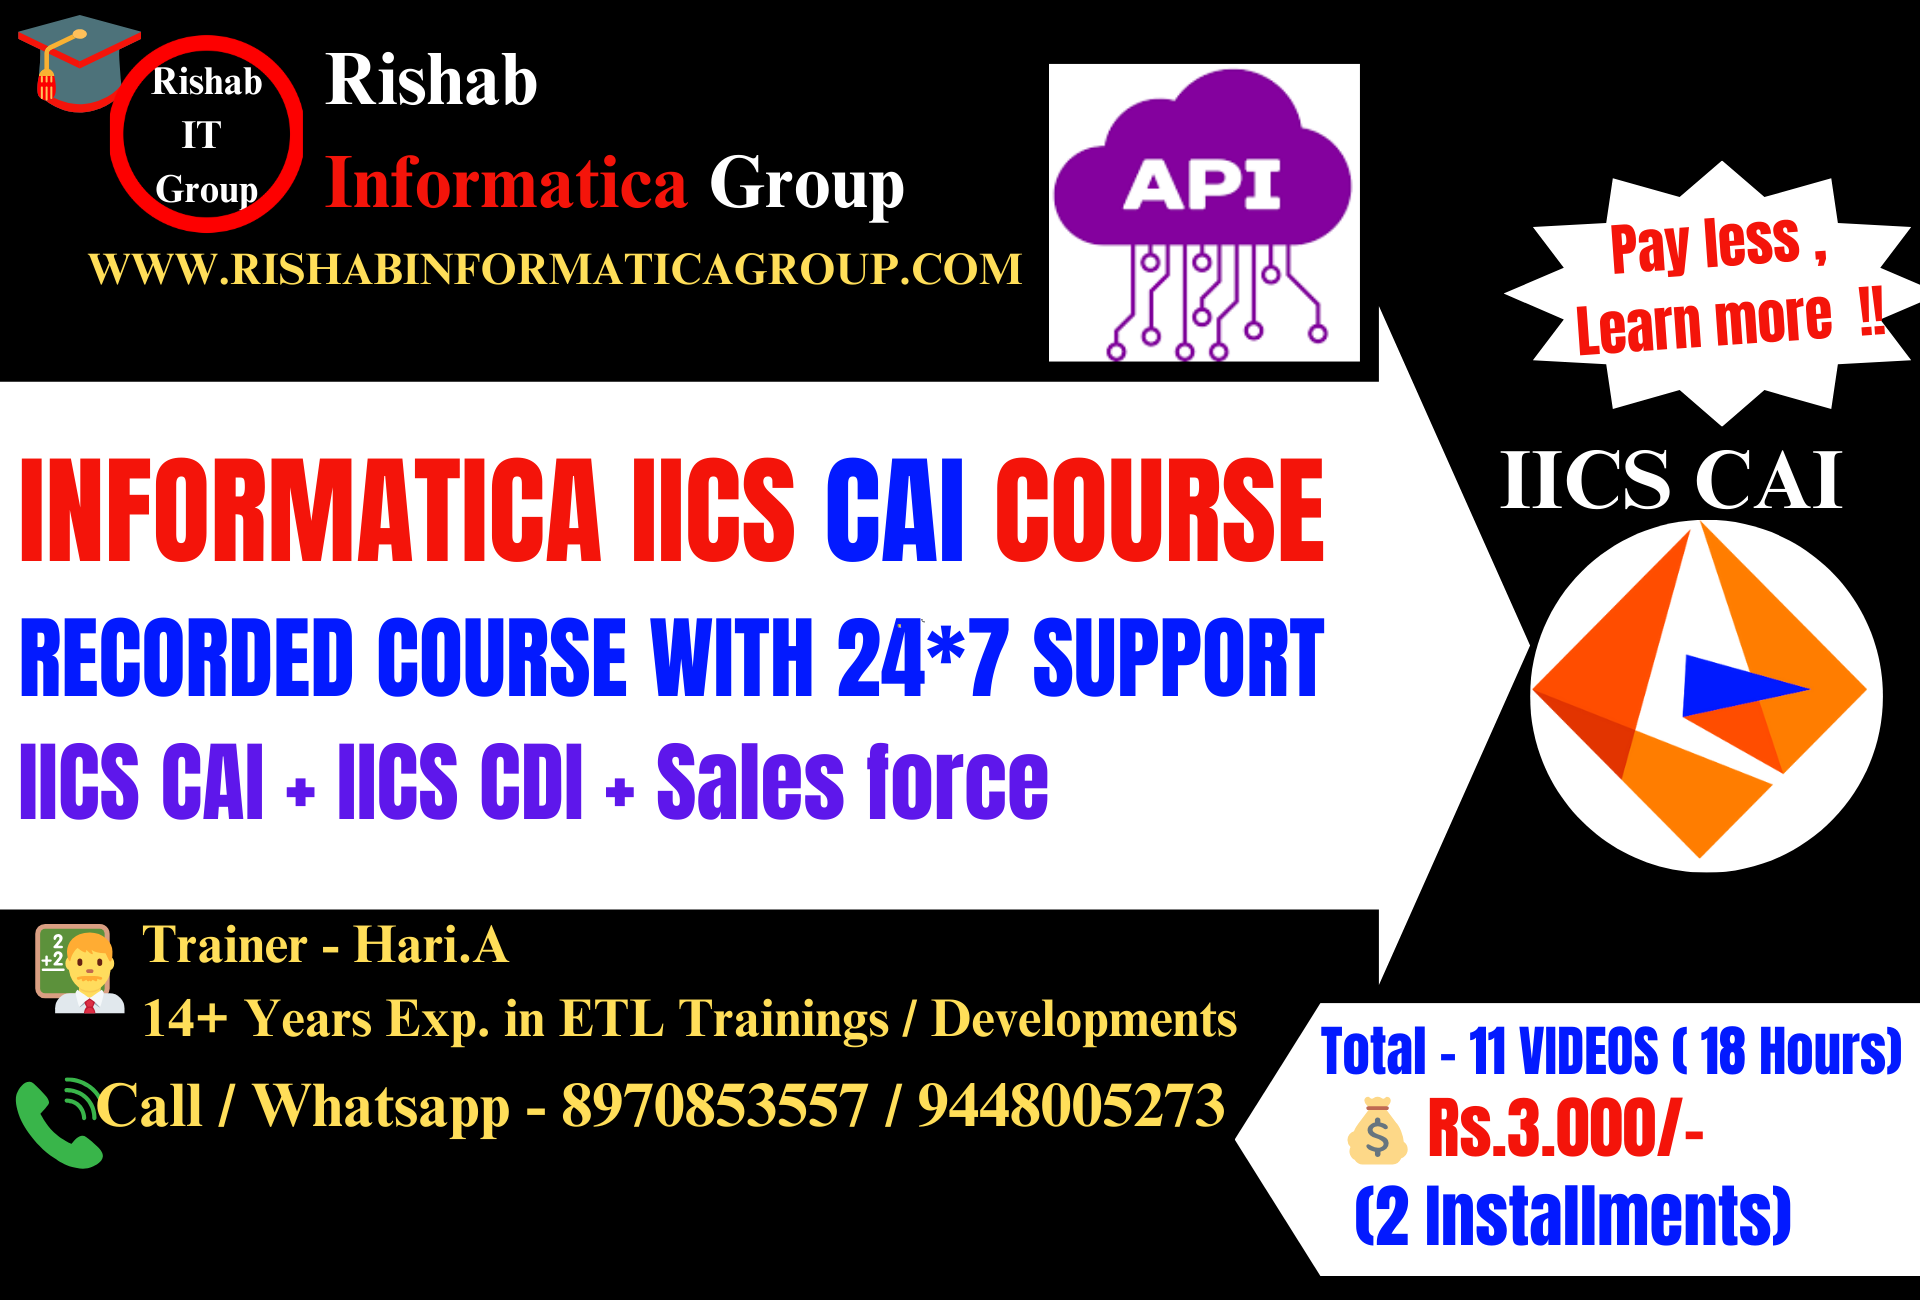 Rishab
IT
Group
Rishab
Informatica Group
WWW.RISHABINFORMATICAGROUP.COM
API
Pay less ,
Learn more !!
IICS CAI
INFORMATICA IICS CAI COURSE
RECORDED COURSE WITH 24*7 SUPPORT
IICS CAI + IICS CDI + Sales force
2
+2
Trainer - Hari.A
14+ Years Exp. in ETL Trainings / Developments
Call / Whatsapp - 8970853557 / 9448005273
Total - 11 VIDEOS ( 18 Hours)
$ Rs.3.000/-
(2 Installments)